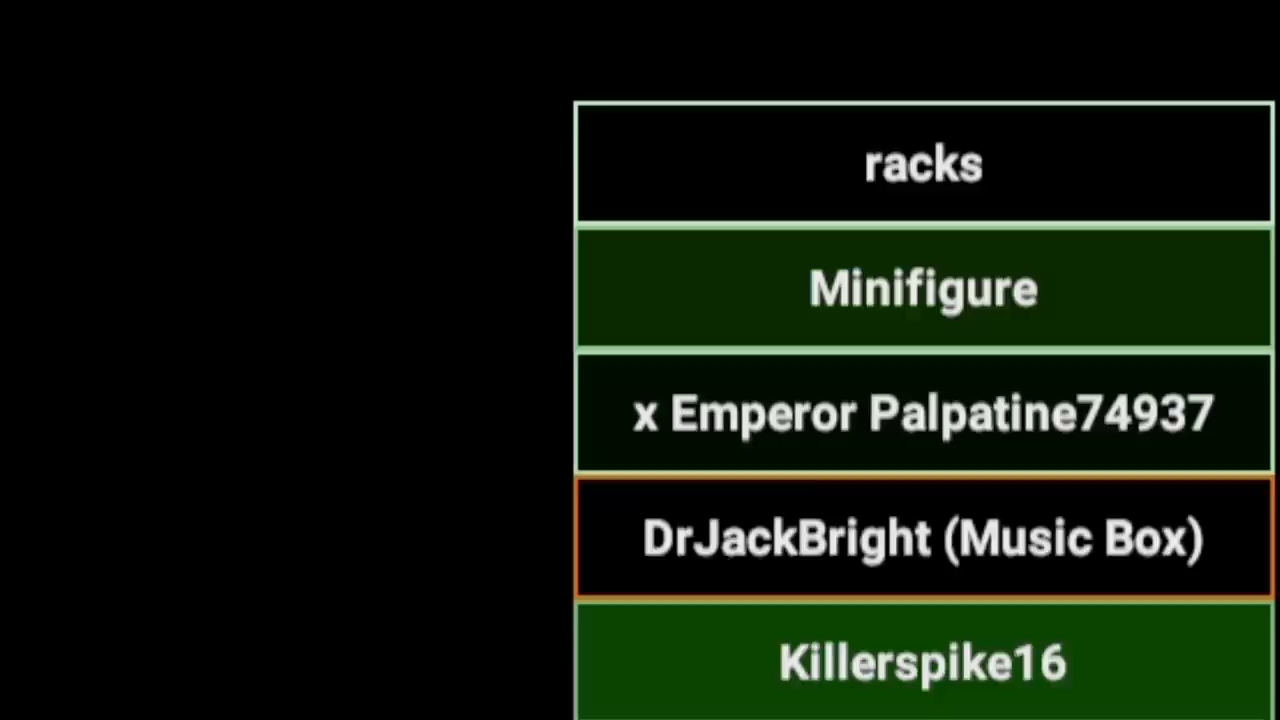 racks
Minifigure
x Emperor Palpatine74937
DrJackBright (Music Box)
Killerspike16